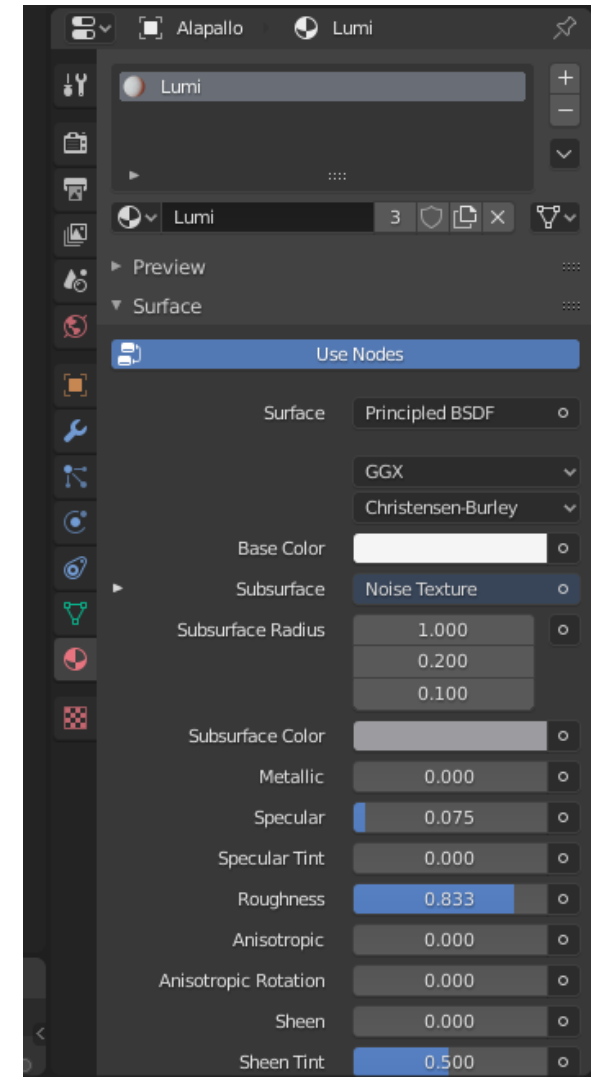 Alapallo Lumi
Lumi
Lumi 3
Preview
Surface
Use Nodes
Surface Principled BSDF
GGX
Christensen-Burley
Base Color
Subsurface Noise Texture
Subsurface Radius 1.000
0.200
0.100
Subsurface Color
Metallic 0.000
Specular 0.075
Specular Tint 0.000
Roughness 0.833
Anisotropic 0.000
Anisotropic Rotation 0.000
Sheen 0.000
Sheen Tint 0.500